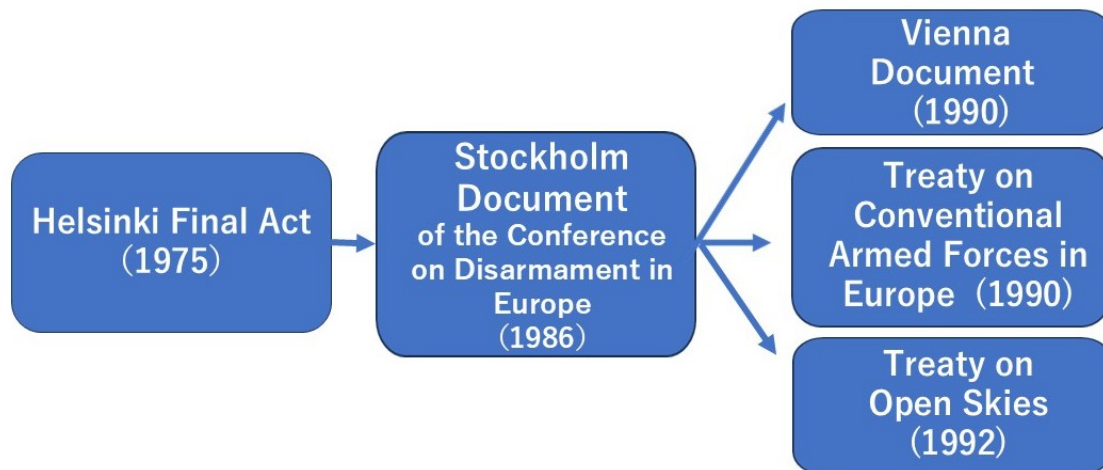 Helsinki Final Act
(1975)
Stockholm
Document
of the Conference
on Disarmament in
Europe
(1986)
Vienna
Document
(1990)
Treaty on
Conventional
Armed Forces in
Europe (1990)
Treaty on
Open Skies
(1992)